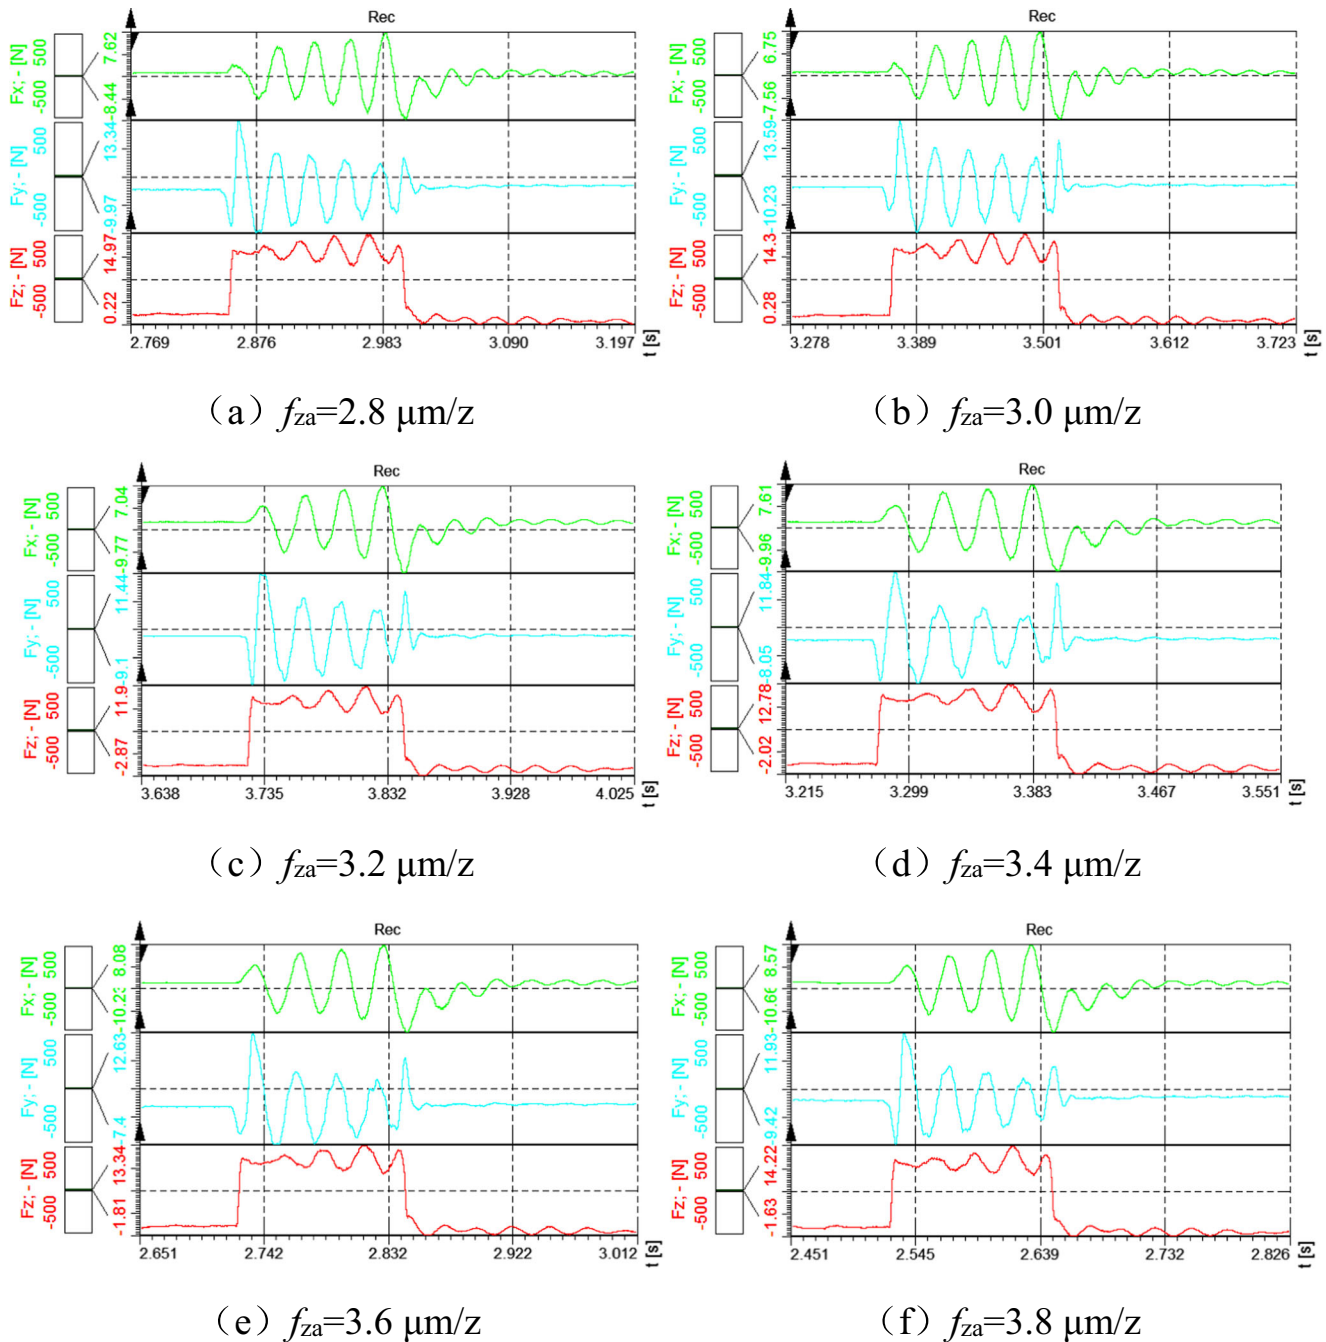 Rec
Fx; - [N]
-500 500
-8.44 7.62
Fy; - [N]
-500 500
-9.97 13.34
Fz; - [N]
-500 500
0.22 14.97
2.769 2.876 2.983 3.090 3.197
t [s]
(a) fza=2.8 μm/z
Rec
Fx; - [N]
-500 500
-7.56 6.75
Fy; - [N]
-500 500
-10.23 13.59
Fz; - [N]
-500 500
0.28 14.3
3.278 3.389 3.501 3.612 3.723
t [s]
(b) fza=3.0 μm/z
Rec
Fx; - [N]
-500 500
-9.77 7.04
Fy; - [N]
-500 500
-9.1 11.44
Fz; - [N]
-500 500
-2.87 11.9
3.638 3.735 3.832 3.928 4.025
t [s]
(c) fza=3.2 μm/z
Rec
Fx; - [N]
-500 500
-9.96 7.61
Fy; - [N]
-500 500
-8.05 11.84
Fz; - [N]
-500 500
-2.02 12.78
3.215 3.299 3.383 3.467 3.551
t [s]
(d) fza=3.4 μm/z
Rec
Fx; - [N]
-500 500
-10.23 8.08
Fy; - [N]
-500 500
-7.4 12.63
Fz; - [N]
-500 500
-1.81 13.34
2.651 2.742 2.832 2.922 3.012
t [s]
(e) fza=3.6 μm/z
Rec
Fx; - [N]
-500 500
-10.66 8.57
Fy; - [N]
-500 500
-9.42 11.93
Fz; - [N]
-500 500
-1.63 14.22
2.451 2.545 2.639 2.732 2.826
t [s]
(f) fza=3.8 μm/z